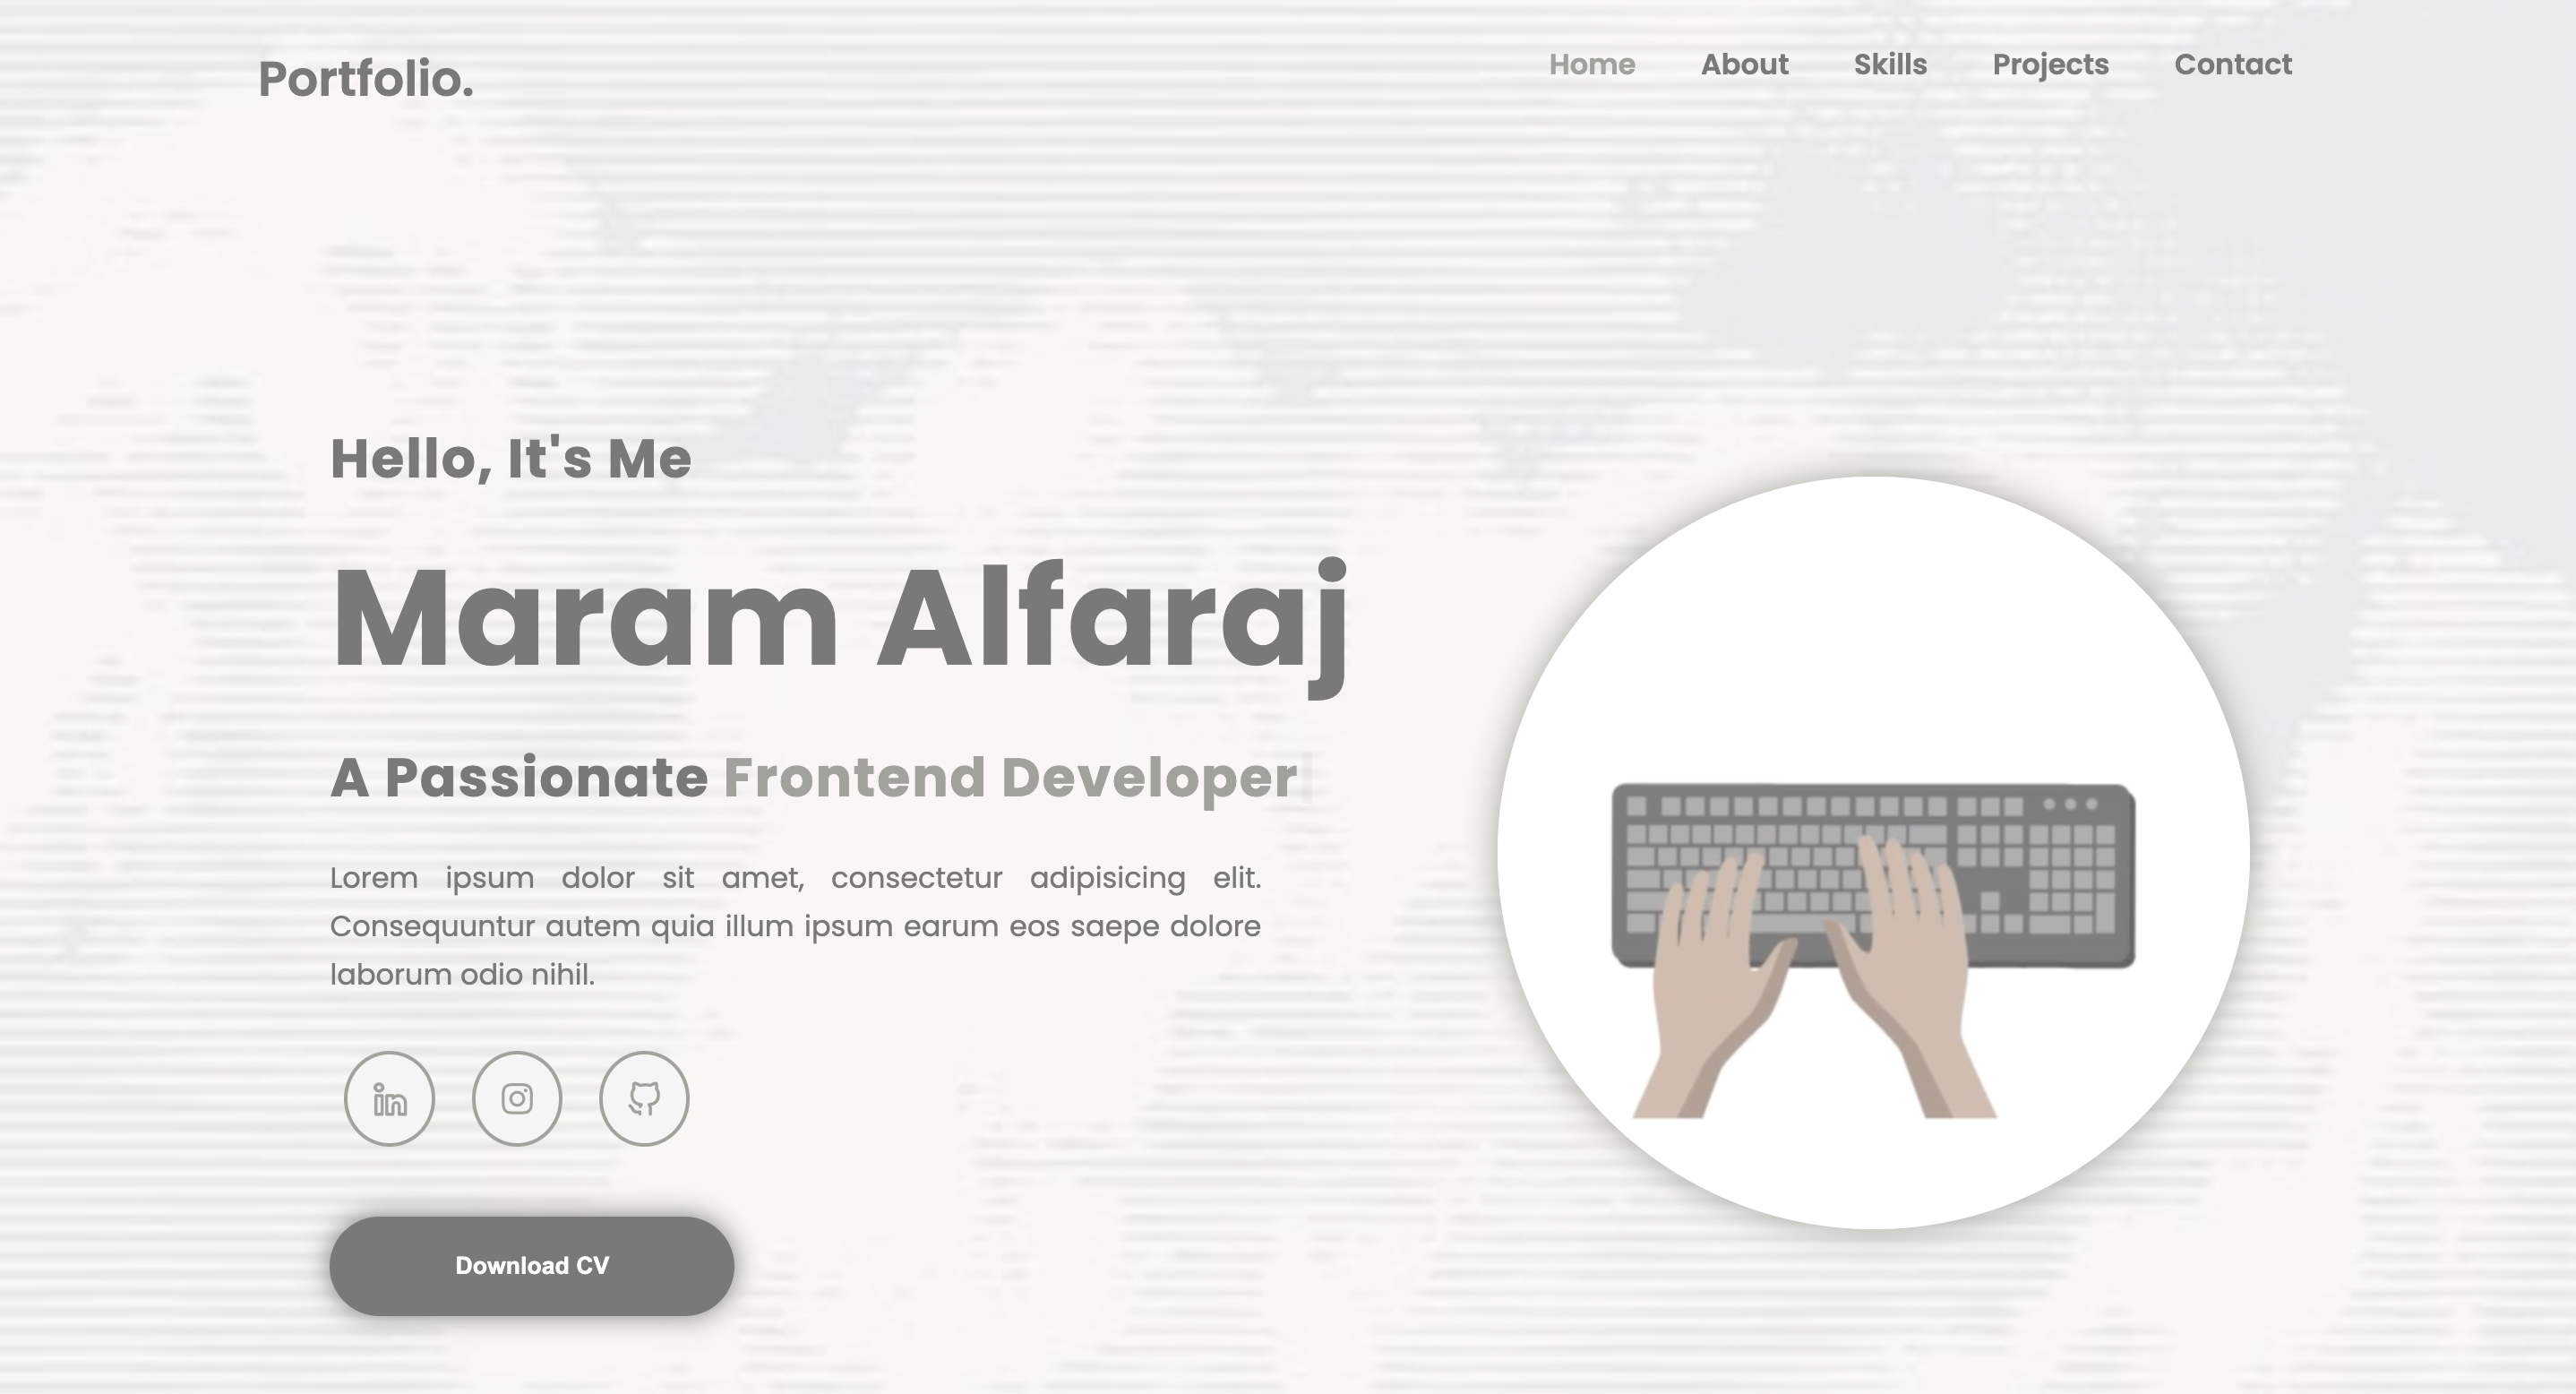 Portfolio.
Home About Skills Projects Contact
Hello, It's Me
Maram Alfaraj
A Passionate Frontend Developer
Lorem ipsum dolor sit amet, consectetur adipisicing elit.
Consequuntur autem quia illum ipsum earum eos saepe dolore
laborum odio nihil.
in
Download CV